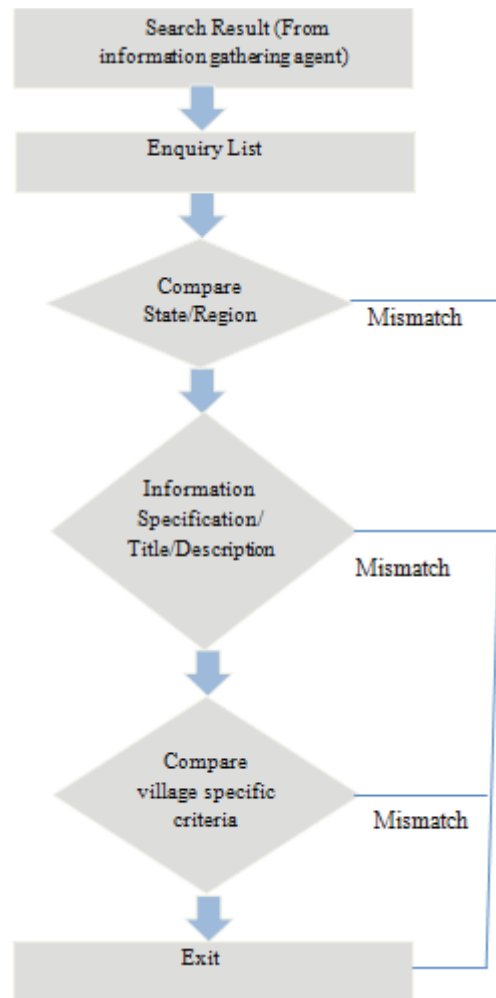 Search Result (From
information gathering agent)
Enquiry List
Compare
State/Region
Mismatch
Information
Specification/
Title/Description
Mismatch
Compare
village specific
criteria
Mismatch
Exit